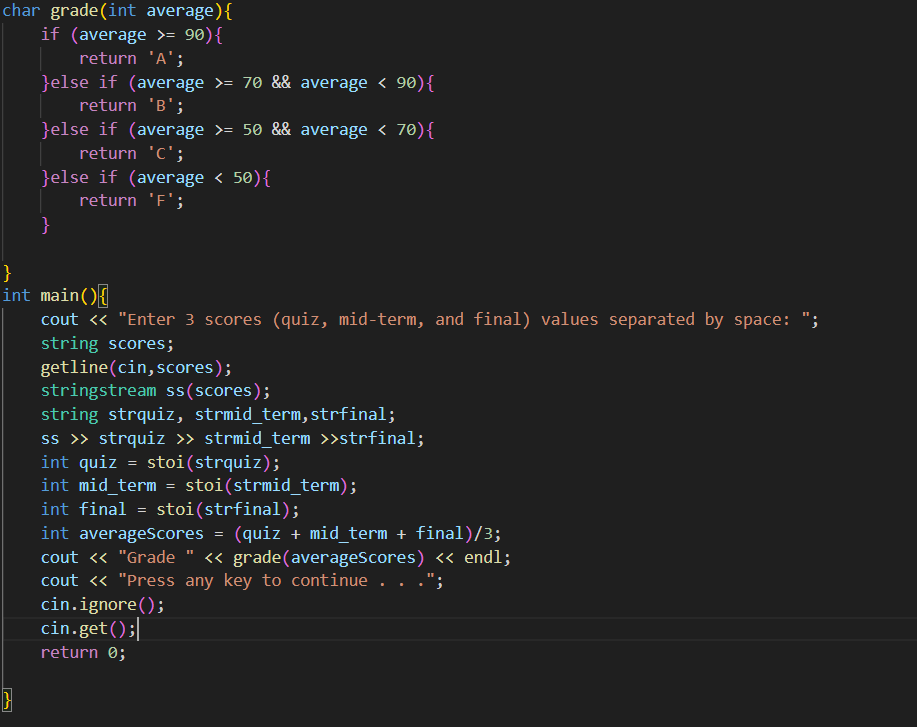 char grade(int average){
    if (average >= 90){
        return 'A';
    }else if (average >= 70 && average < 90){
        return 'B';
    }else if (average >= 50 && average < 70){
        return 'C';
    }else if (average < 50){
        return 'F';
    }
}
int main(){
    cout << "Enter 3 scores (quiz, mid-term, and final) values separated by space: ";
    string scores;
    getline(cin,scores);
    stringstream ss(scores);
    string strquiz, strmid_term,strfinal;
    ss >> strquiz >> strmid_term >>strfinal;
    int quiz = stoi(strquiz);
    int mid_term = stoi(strmid_term);
    int final = stoi(strfinal);
    int averageScores = (quiz + mid_term + final)/3;
    cout << "Grade " << grade(averageScores) << endl;
    cout << "Press any key to continue . . .";
    cin.ignore();
    cin.get();
    return 0;
}